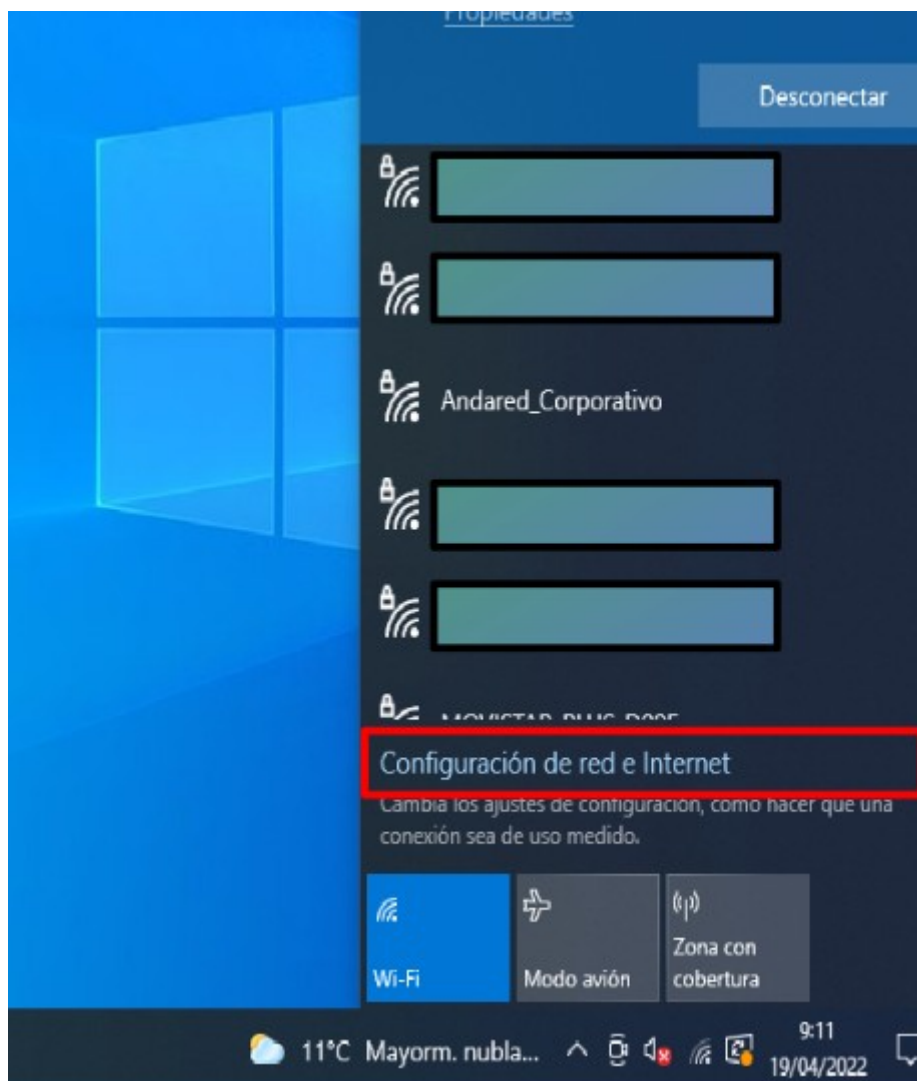 Propiedades
Desconectar
Andared_Corporativo
Configuración de red e Internet
Cambia los ajustes de configuración, como hacer que una
conexión sea de uso medido.
Wi-Fi
Modo avión
Zona con
cobertura
11°C Mayorm. nubla...
9:11
19/04/2022